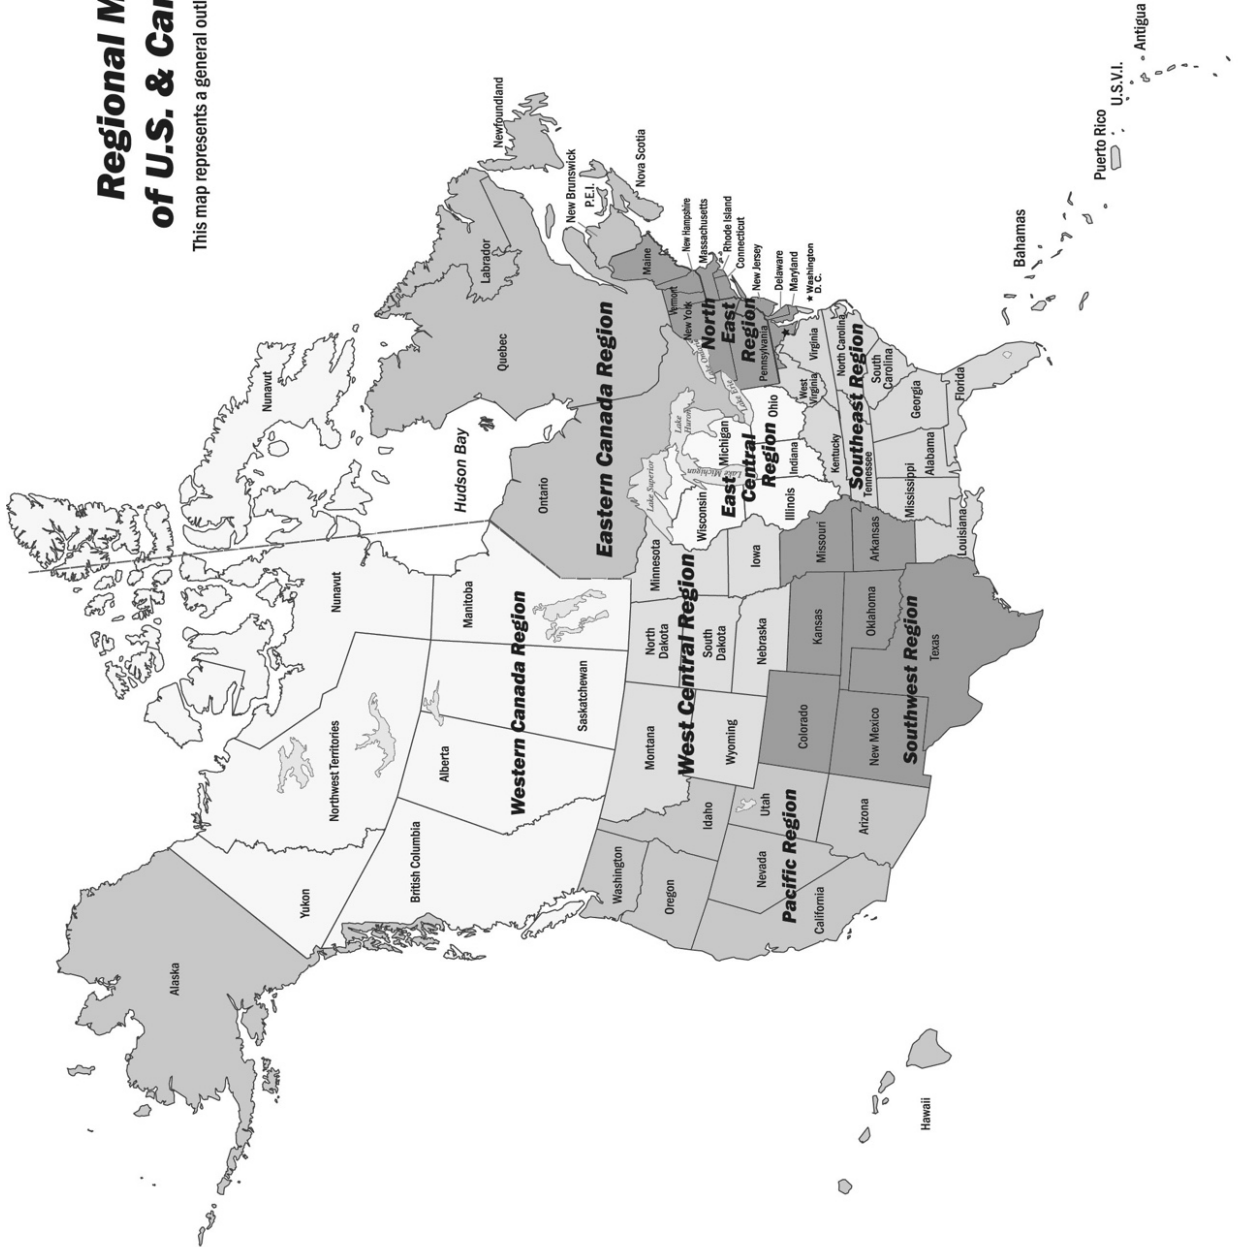 Regional M
of U.S. & Ca
This map represents a general outl
Alaska
Yukon
Northwest Territories
Nunavut
Nunavut
British Columbia
Alberta
Saskatchewan
Manitoba
Western Canada Region
Hudson Bay
Ontario
Quebec
Labrador
Newfoundland
New Brunswick
P.E.I.
Nova Scotia
Eastern Canada Region
Washington
Oregon
Idaho
Nevada
Utah
California
Arizona
Pacific Region
Hawaii
Montana
Wyoming
North
Dakota
South
Dakota
Nebraska
Minnesota
Iowa
West Central Region
Colorado
New Mexico
Kansas
Oklahoma
Texas
Missouri
Arkansas
Southwest Region
Lake Superior
Lake Michigan
Lake
Huron
Lake Erie
Lake Ontario
Wisconsin
Michigan
Illinois
Indiana
Ohio
East
Central
Region
Maine
Vermont
New York
Pennsylvania
New Hampshire
Massachusetts
Rhode Island
Connecticut
New Jersey
Delaware
Maryland
Washington
D.C.
North
East
Region
West
Virginia
Virginia
Kentucky
Tennessee
North Carolina
South
Carolina
Georgia
Florida
Alabama
Mississippi
Louisiana
Southeast Region
Bahamas
Puerto Rico
U.S.V.I.
Antigua